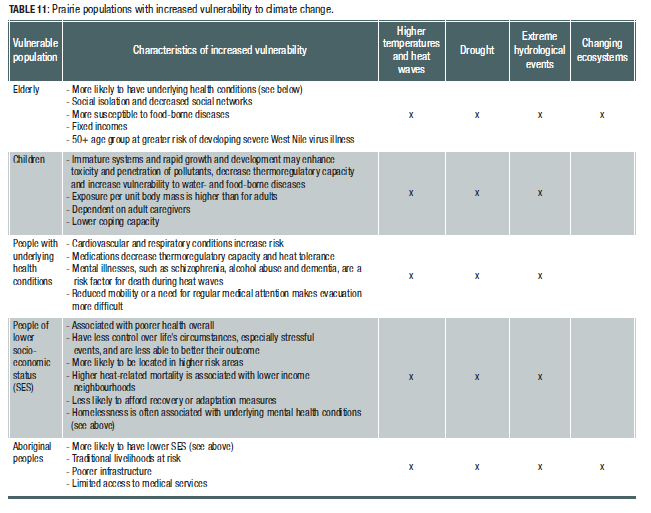 TABLE 11: Prairie populations with increased vulnerability to climate change.
Vulnerable population
Characteristics of increased vulnerability
Higher temperatures and heat waves
Drought
Extreme hydrological events
Changing ecosystems
Elderly
- More likely to have underlying health conditions (see below)
- Social isolation and decreased social networks
- More susceptible to food-borne diseases
- Fixed incomes
- 50+ age group at greater risk of developing severe West Nile virus illness
x x x x
Children
- Immature systems and rapid growth and development may enhance
toxicity and penetration of pollutants, decrease thermoregulatory capacity
and increase vulnerability to water- and food-borne diseases
- Exposure per unit body mass is higher than for adults
- Dependent on adult caregivers
- Lower coping capacity
x x x
People with
underlying
health
conditions
- Cardiovascular and respiratory conditions increase risk
- Medications decrease thermoregulatory capacity and heat tolerance
- Mental illnesses, such as schizophrenia, alcohol abuse and dementia, are a
risk factor for death during heat waves
- Reduced mobility or a need for regular medical attention makes evacuation
more difficult
x x x
People of
lower
socio-
economic
status
(SES)
- Associated with poorer health overall
- Have less control over life's circumstances, especially stressful
events, and are less able to better their outcome
- More likely to be located in higher risk areas
- Higher heat-related mortality is associated with lower income
neighbourhoods
- Less likely to afford recovery or adaptation measures
- Homelessness is often associated with underlying mental health conditions
(see above)
x x x
Aboriginal
peoples
- More likely to have lower SES (see above)
- Traditional livelihoods at risk
- Poorer infrastructure
- Limited access to medical services
x x x x